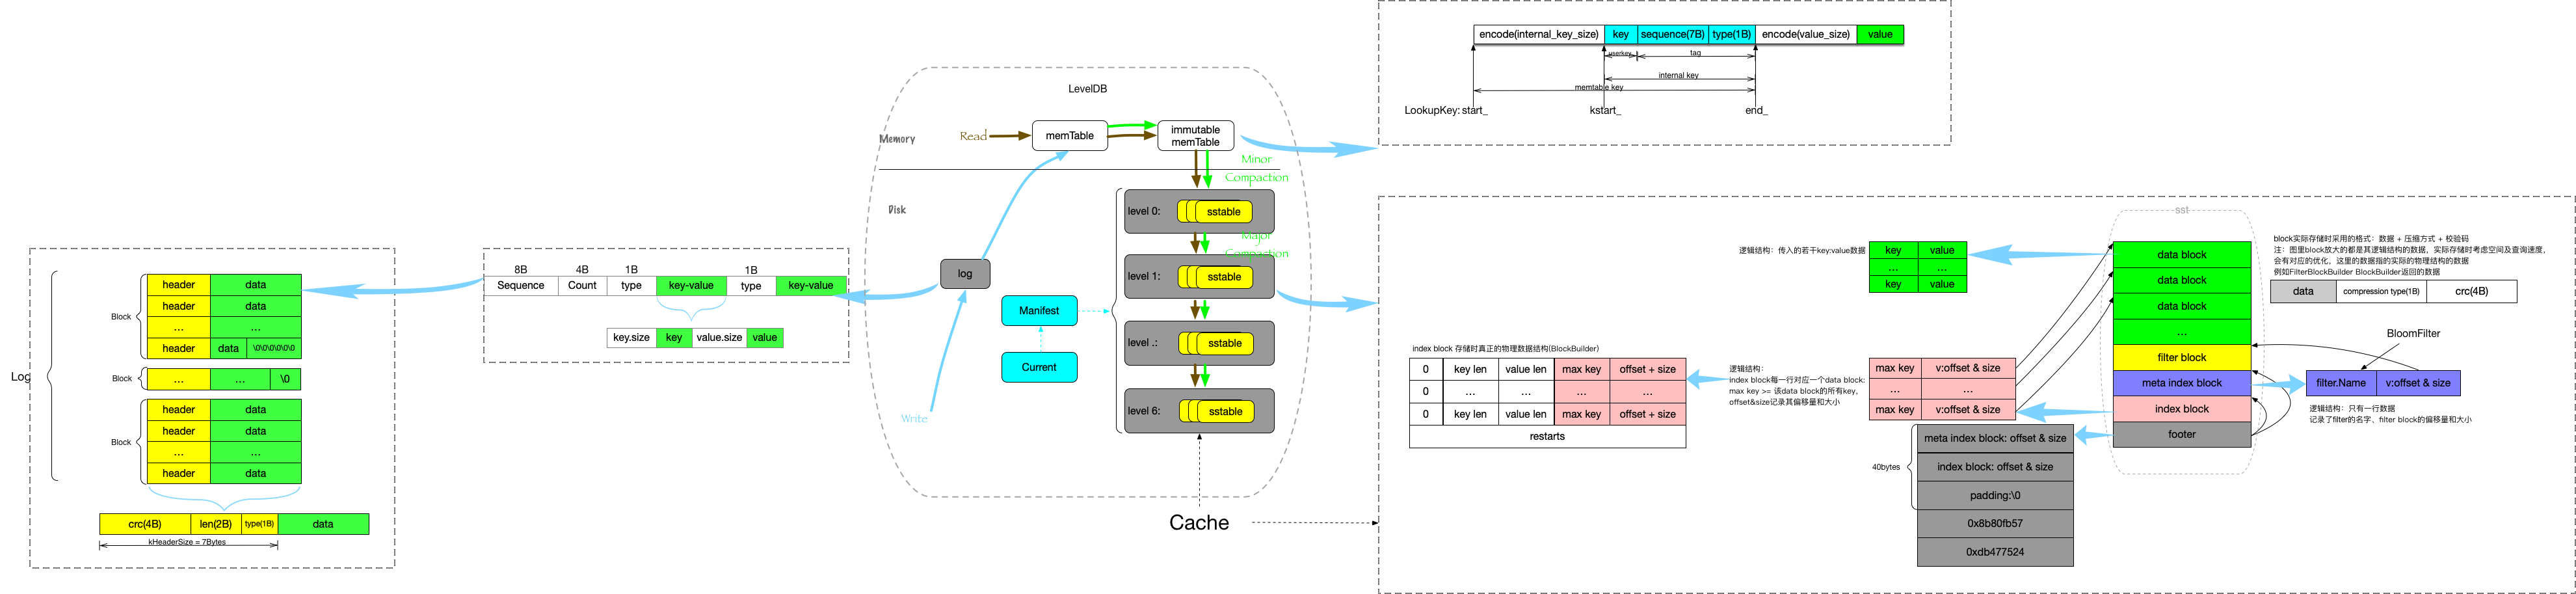 Log
Block
header data
header data
... ...
header data \0\0\0\0\0\0
Block
... ... \0
Block
header data
header data
... ...
header data
crc(4B) len(2B) type(1B) data
kHeaderSize = 7Bytes
8B 4B 1B 1B
Sequence Count type key-value type key-value
key.size key value.size value
LevelDB
Memory
Read
memTable
immutable
memTable
Minor
Compaction
Disk
level 0: sstable
Major
Compaction
log
level 1: sstable
Manifest
level .: sstable
Current
level 6: sstable
Write
Cache
encode(internal_key_size) key sequence(7B) type(1B) encode(value_size) value
userkey tag
internal key
memtable key
LookupKey: start_ kstart_ end_
sst
逻辑结构：传入的若干key:value数据
key value
... ...
key value
data block
data block
data block
...
filter block
meta index block
index block
footer
block实际存储时采用的格式：数据 + 压缩方式 + 校验码
注：图里block放大的都是其逻辑结构的数据，实际存储时考虑空间及查询速度，
会有对应的优化，这里的数据指的实际的物理结构的数据
例如FilterBlockBuilder BlockBuilder返回的数据
data compression type(1B) crc(4B)
BloomFilter
filter.Name v:offset & size
逻辑结构：只有一行数据
记录了filter的名字、filter block的偏移量和大小
index block 存储时真正的物理数据结构(BlockBuilder)
0 key len value len max key offset + size
0 ... ... ... ...
0 key len value len max key offset + size
restarts
逻辑结构：
index block每一行对应一个data block:
max key >= 该data block的所有key,
offset&size记录其偏移量和大小
max key v:offset & size
... ...
max key v:offset & size
40bytes
meta index block: offset & size
index block: offset & size
padding:\0
0x8b80fb57
0xdb477524